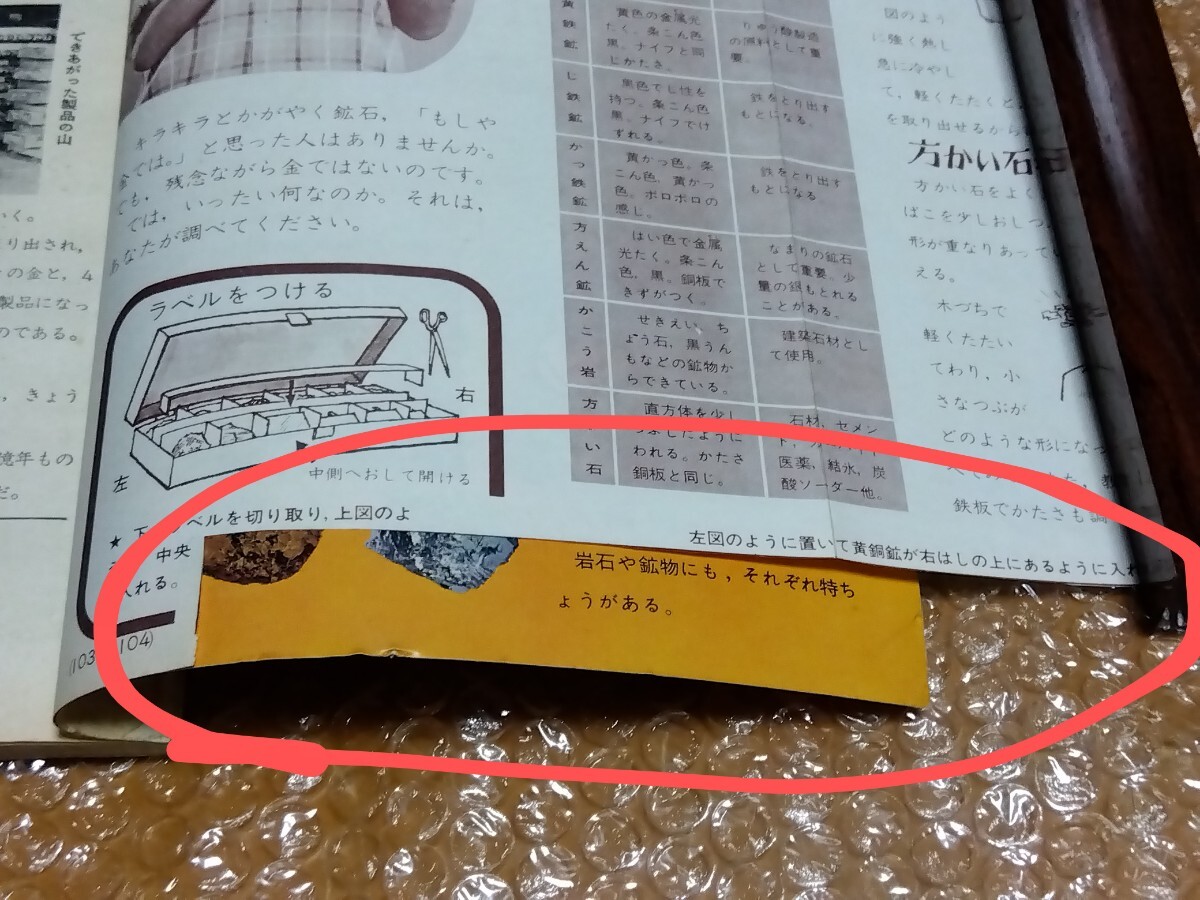 できあがった製品の山
いく。
り出され,
の金と, 4
製品になっ
のである。
, きょう
億年もの
だ。
キラキラとかがやく鉱石,「もしや
金では。」と思った人はありませんか。
でも, 残念ながら金ではないのです。
では, いったい何なのか。それは,
あなたが調べてください。
ラベルをつける
右
左
中側へおして開ける
ラベルを切り取り, 上図のよ
中央
入れる。
104)
黄鉄鉱
黄色の金属光
たく, 条こん色
黒, ナイフと同
じかたさ。
りゅう酸製造
の原料として重
要。
じ鉄鉱
黒色でじ性を
持つ。条こん色
黒, ナイフでけ
ずれる。
鉄をとり出す
もとになる。
かっ鉄鉱
黄かっ色。条
こん色, 黄かっ
色, ボロボロの
感じ。
鉄をとり出す
もとになる
方えん鉱
はい色で金属
光たく。条こん
色, 黒。銅板で
きずがつく。
なまりの鉱石
として重要。少
量の銀もとれる
ことがある。
かこう岩
せきえい, ち
ょう石, 黒うん
もなどの鉱物か
らできている。
建築石材とし
て使用。
方かい石
直方体を少し
つぶしたように
われる。かたさ
銅板と同じ。
石材, セメン
医薬, 結氷, 炭
酸ソーダー他。
図のよう
に強く熱し
急に冷やし
て, 軽くたたくと
を取り出せるから
方かい石
方かい石をよく
ばこを少しおしつ
形が重なりあって
える。
木づちで
軽くたたい
てわり, 小
さなつぶが
どのような形になっ
鉄板でかたさも調
左図のように置いて黄銅鉱が右はしの上にあるように入れ
岩石や鉱物にも, それぞれ特ち
ょうがある。